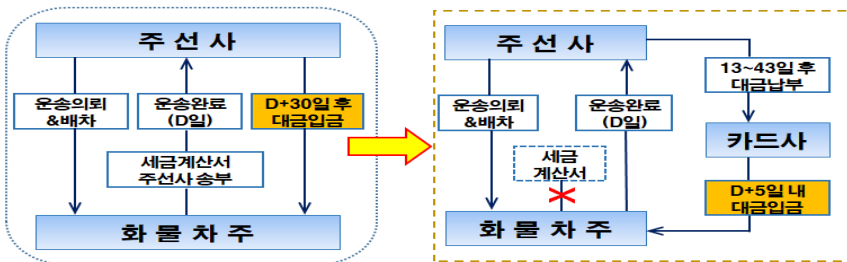 주 선 사
운송의뢰
&배차
운송완료
(D일)
D+30일 후
대금입금
세금계산서
주선사 송부
화 물 차 주
주 선 사
13~43일 후
대금납부
운송의뢰
&배차
운송완료
(D일)
카드사
세금
계산서
D+5일 내
대금입금
화 물 차 주